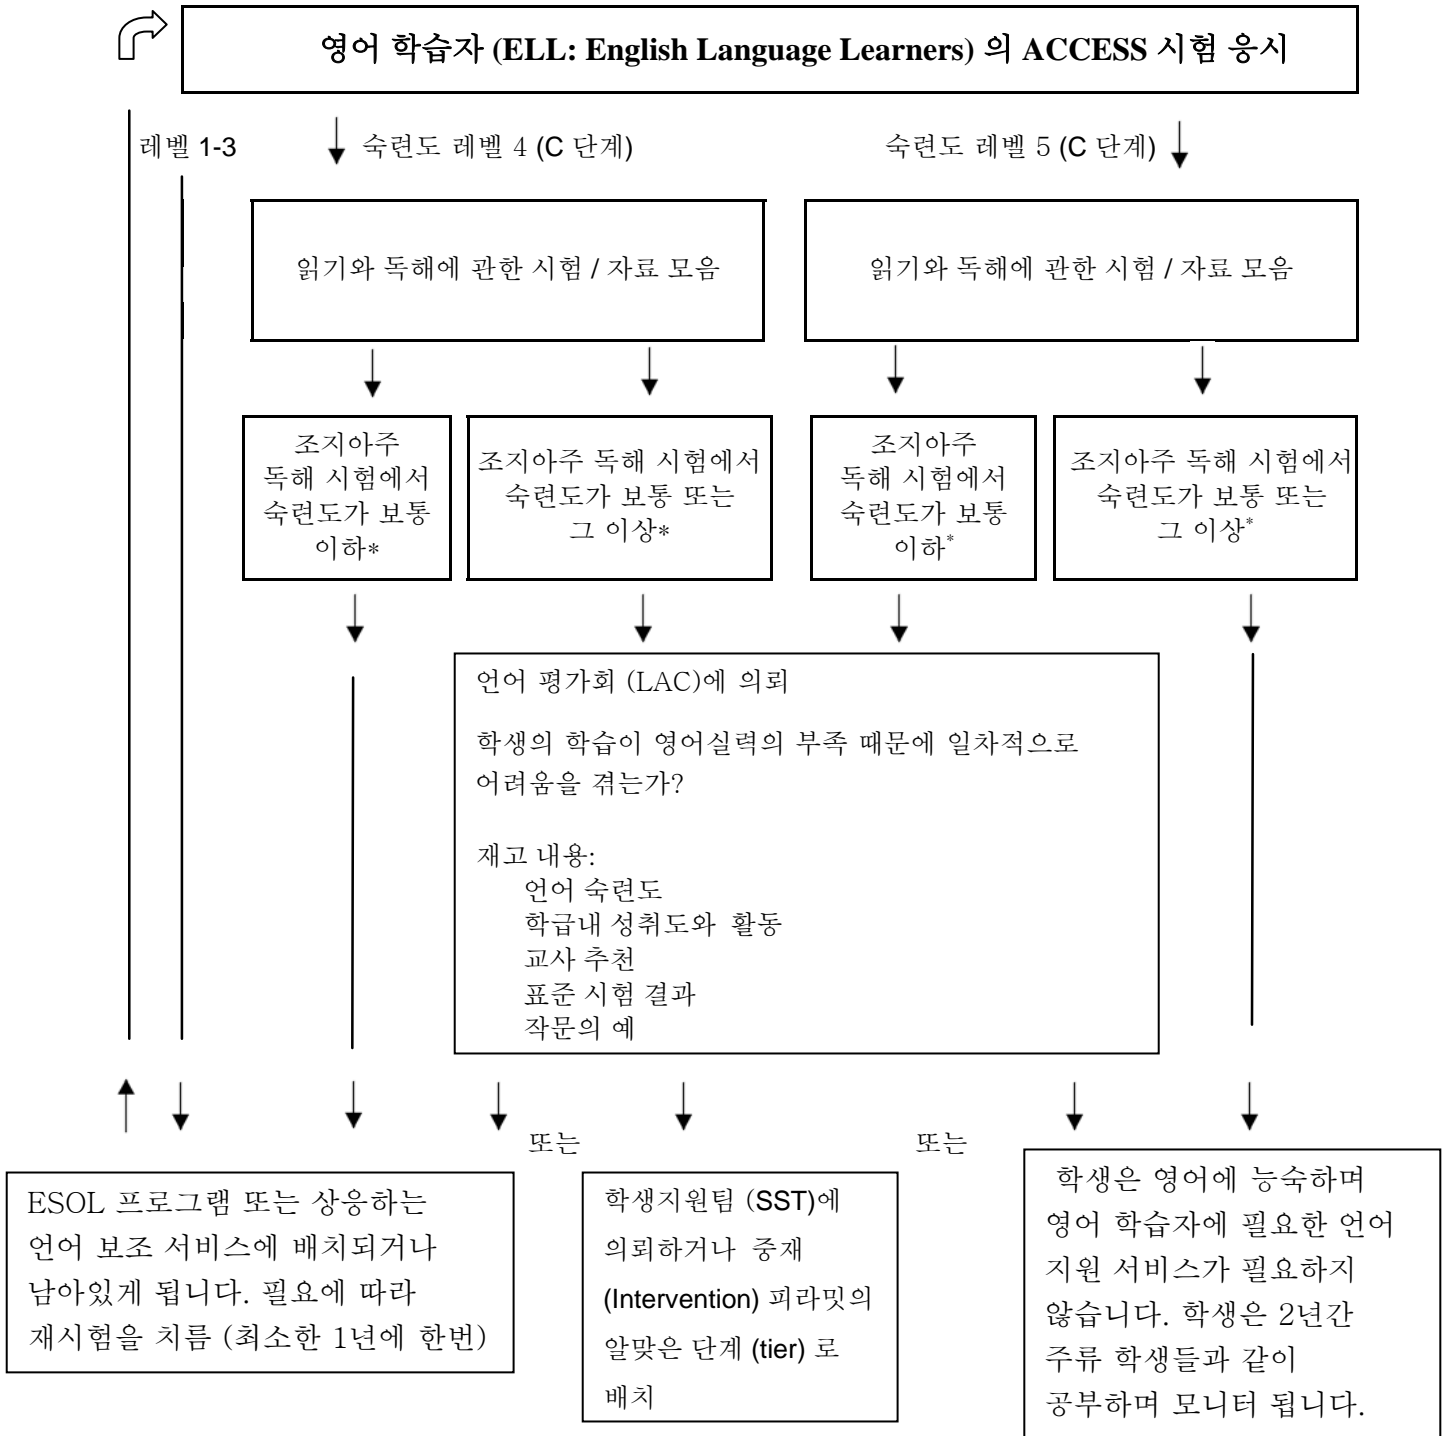 영어 학습자 (ELL: English Language Learners) 의 ACCESS 시험 응시
레벨 1-3
숙련도 레벨 4 (C 단계)
숙련도 레벨 5 (C 단계)
읽기와 독해에 관한 시험 / 자료 모음
읽기와 독해에 관한 시험 / 자료 모음
조지아주
독해 시험에서
숙련도가 보통
이하*
조지아주 독해 시험에서
숙련도가 보통 또는
그 이상*
조지아주
독해 시험에서
숙련도가 보통
이하*
조지아주 독해 시험에서
숙련도가 보통 또는
그 이상*
언어 평가회 (LAC)에 의뢰
학생의 학습이 영어실력의 부족 때문에 일차적으로
어려움을 겪는가?
재고 내용:
언어 숙련도
학급내 성취도와 활동
교사 추천
표준 시험 결과
작문의 예
또는
또는
ESOL 프로그램 또는 상응하는
언어 보조 서비스에 배치되거나
남아있게 됩니다. 필요에 따라
재시험을 치름 (최소한 1년에 한번)
학생지원팀 (SST)에
의뢰하거나 중재
(Intervention) 피라밋의
알맞은 단계 (tier) 로
배치
학생은 영어에 능숙하며
영어 학습자에 필요한 언어
지원 서비스가 필요하지
않습니다. 학생은 2년간
주류 학생들과 같이
공부하며 모니터 됩니다.